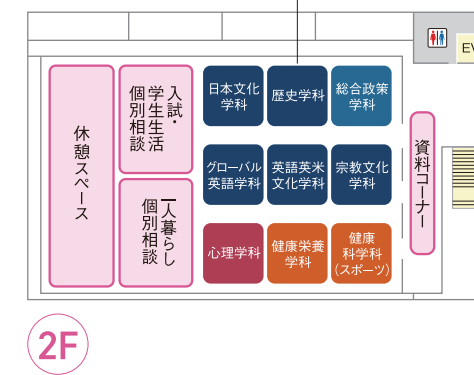 EV
休憩スペース
入試・
学生生活
個別相談
一人暮らし
個別相談
日本文化
学科
歴史学科
総合政策
学科
グローバル
英語学科
英語英米
文化学科
宗教文化
学科
心理学科
健康栄養
学科
健康
科学科
(スポーツ)
資料コーナー
2F